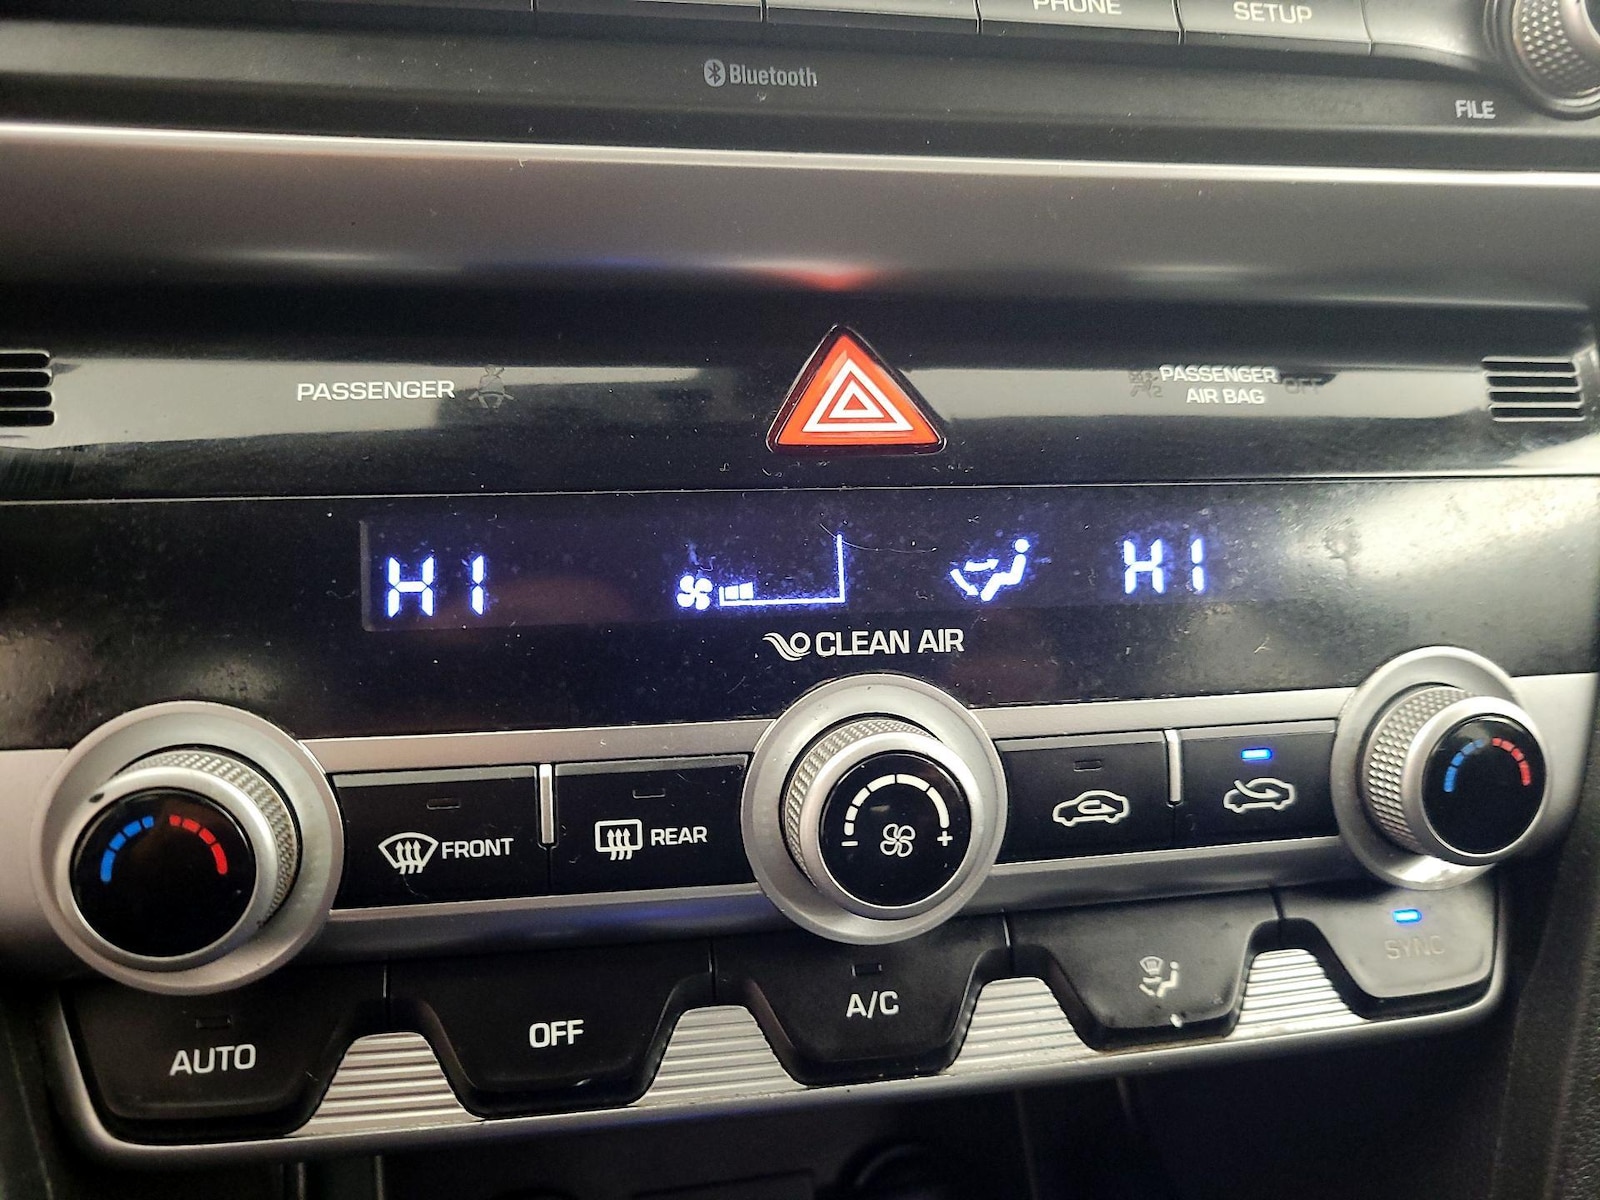 PHONE
SETUP
Bluetooth
FILE
PASSENGER
PASSENGER
AIR BAG
OFF
HI
HI
CLEAN AIR
FRONT
REAR
- +
AUTO
OFF
A/C
SYNC